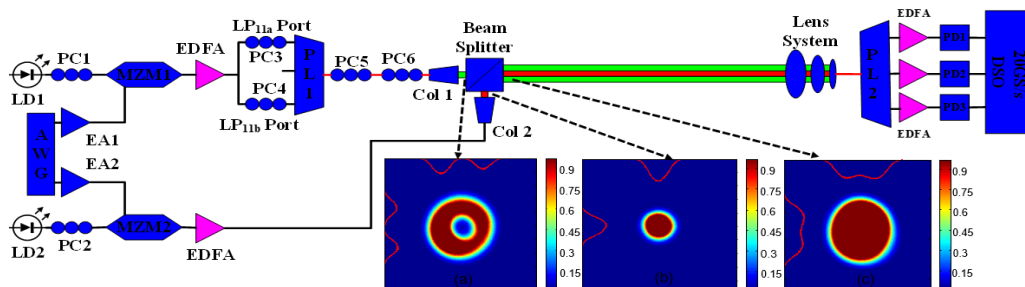 LP11a Port
PC1
EDFA
PC3
MZM1
LD1
PC4
LP11b Port
P L 1
PC5
PC6
Col 1
Beam
Splitter
Col 2
Lens
System
P L 2
EDFA
PD1
PD2
PD3
EDFA
20GS/s
DSO
AWG
EA1
EA2
MZM2
LD2
PC2
EDFA
0.9
0.75
0.6
0.45
0.3
0.15
(a)
0.9
0.75
0.6
0.45
0.3
0.15
(b)
0.9
0.75
0.6
0.45
0.3
0.15
(c)